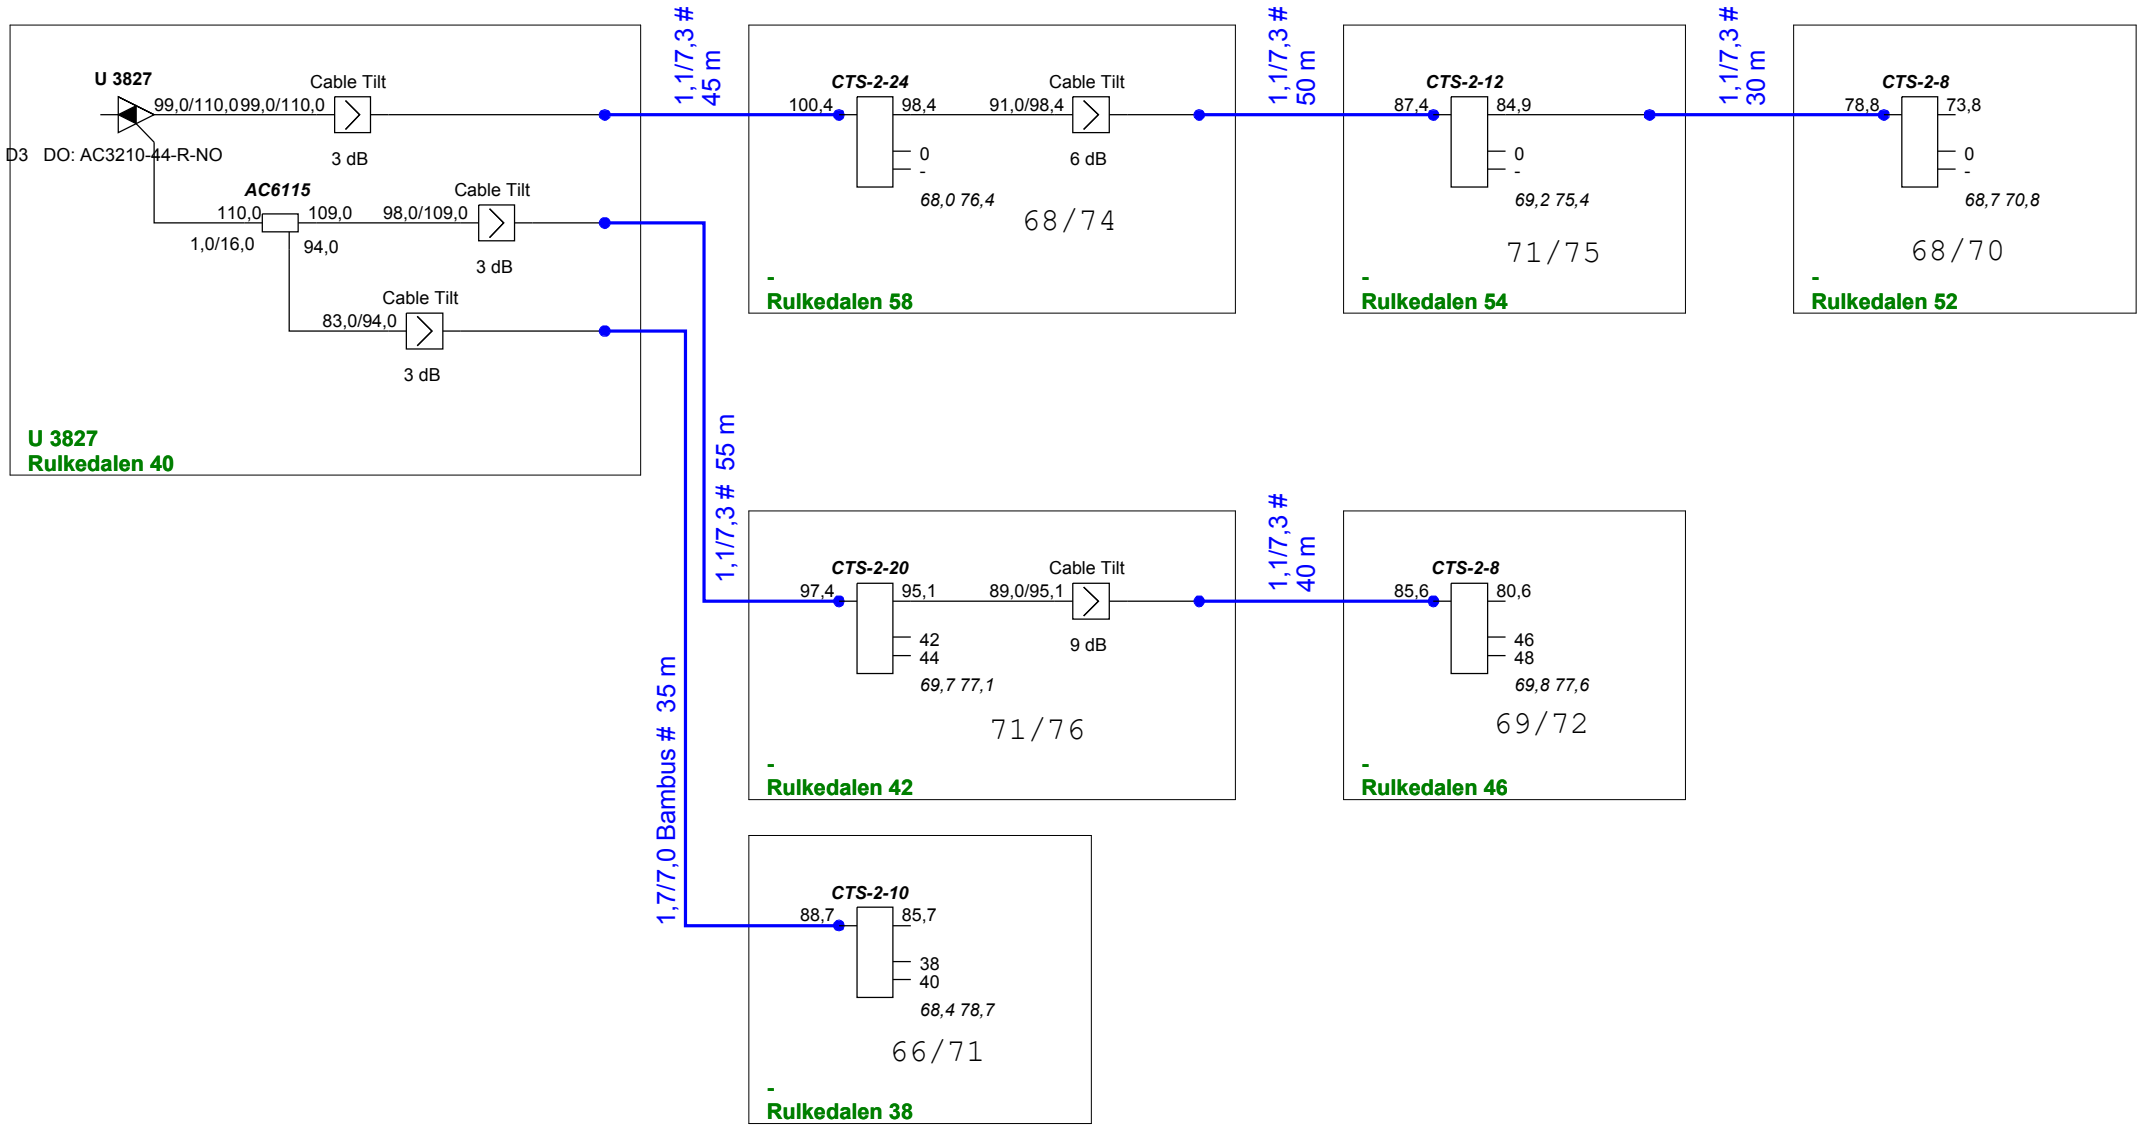 U 3827
99,0/110,0
99,0/110,0
Cable Tilt
3 dB
D3 DO: AC3210-44-R-NO
AC6115
110,0
109,0
1,0/16,0
94,0
98,0/109,0
Cable Tilt
3 dB
Cable Tilt
83,0/94,0
3 dB
U 3827
Rulkedalen 40
1,1/7,3 #
45 m
CTS-2-24
100,4
98,4
0
-
68,0 76,4
91,0/98,4
Cable Tilt
6 dB
68/74
-
Rulkedalen 58
1,1/7,3 #
50 m
CTS-2-12
87,4
84,9
0
-
69,2 75,4
71/75
-
Rulkedalen 54
1,1/7,3 #
30 m
CTS-2-8
78,8
73,8
0
-
68,7 70,8
68/70
-
Rulkedalen 52
1,1/7,3 # 55 m
CTS-2-20
97,4
95,1
42
44
69,7 77,1
89,0/95,1
Cable Tilt
9 dB
71/76
-
Rulkedalen 42
1,1/7,3 #
40 m
CTS-2-8
85,6
80,6
46
48
69,8 77,6
69/72
-
Rulkedalen 46
1,7/7,0 Bambus # 35 m
CTS-2-10
88,7
85,7
38
40
68,4 78,7
66/71
-
Rulkedalen 38